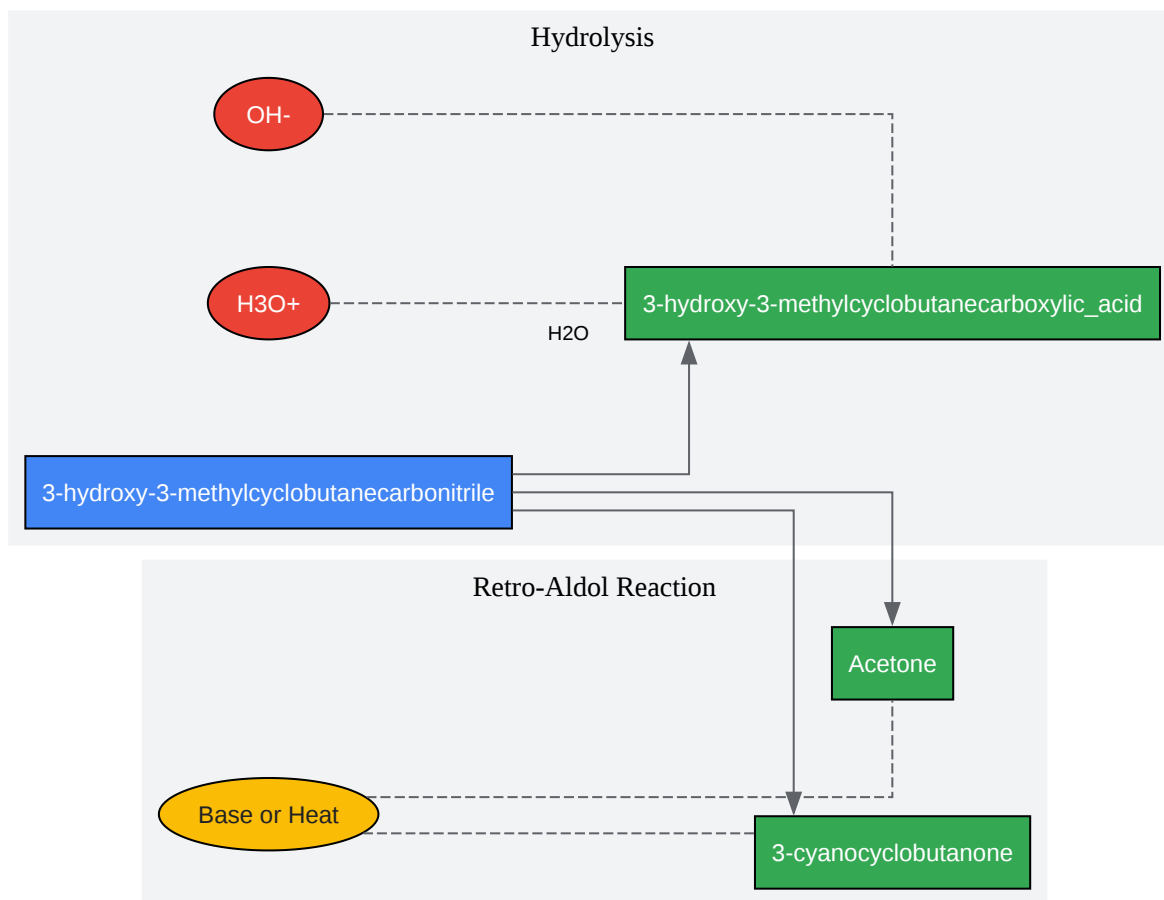 Hydrolysis
OH-
H3O+
3-hydroxy-3-methylcyclobutanecarboxylic_acid
H2O
3-hydroxy-3-methylcyclobutanecarbonitrile
Retro-Aldol Reaction
Acetone
Base or Heat
3-cyanocyclobutanone